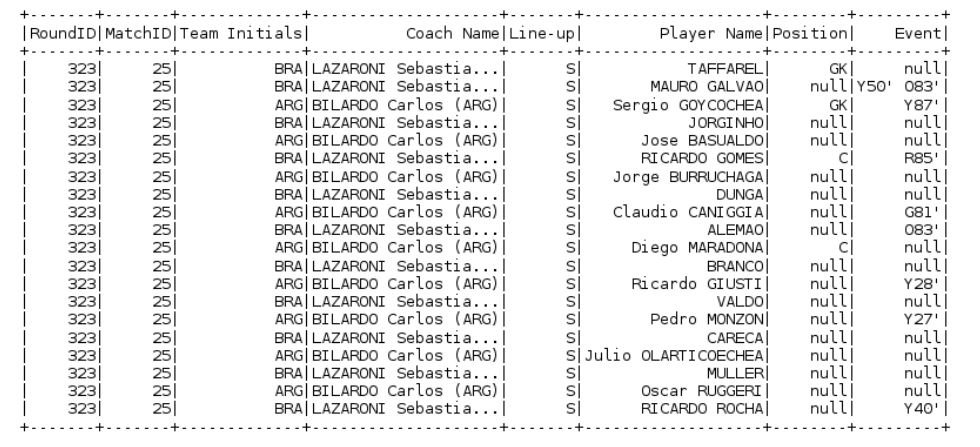 +-------+-------+-------------+--------------------+-------+------------------+--------+---------+
|RoundID|MatchID|Team Initials|          Coach Name|Line-up|       Player Name|Position|    Event|
+-------+-------+-------------+--------------------+-------+------------------+--------+---------+
|    323|     25|          BRA|LAZARONI Sebastia...|      S|          TAFFAREL|      GK|     null|
|    323|     25|          BRA|LAZARONI Sebastia...|      S|      MAURO GALVAO|    null|Y50' O83'|
|    323|     25|          ARG|BILARDO Carlos (ARG)|      S| Sergio GOYCOCHEA|      GK|     Y87'|
|    323|     25|          BRA|LAZARONI Sebastia...|      S|          JORGINHO|    null|     null|
|    323|     25|          ARG|BILARDO Carlos (ARG)|      S|     Jose BASUALDO|    null|     null|
|    323|     25|          BRA|LAZARONI Sebastia...|      S|     RICARDO GOMES|       C|     R85'|
|    323|     25|          ARG|BILARDO Carlos (ARG)|      S|  Jorge BURRUCHAGA|    null|     null|
|    323|     25|          BRA|LAZARONI Sebastia...|      S|             DUNGA|    null|     null|
|    323|     25|          ARG|BILARDO Carlos (ARG)|      S|  Claudio CANIGGIA|    null|     G81'|
|    323|     25|          BRA|LAZARONI Sebastia...|      S|            ALEMAO|    null|     O83'|
|    323|     25|          ARG|BILARDO Carlos (ARG)|      S|    Diego MARADONA|       C|     null|
|    323|     25|          BRA|LAZARONI Sebastia...|      S|            BRANCO|    null|     null|
|    323|     25|          ARG|BILARDO Carlos (ARG)|      S|    Ricardo GIUSTI|    null|     Y28'|
|    323|     25|          BRA|LAZARONI Sebastia...|      S|             VALDO|    null|     null|
|    323|     25|          ARG|BILARDO Carlos (ARG)|      S|      Pedro MONZON|    null|     Y27'|
|    323|     25|          BRA|LAZARONI Sebastia...|      S|            CARECA|    null|     null|
|    323|     25|          ARG|BILARDO Carlos (ARG)|      S|Julio OLARTICOECHEA|    null|     null|
|    323|     25|          BRA|LAZARONI Sebastia...|      S|            MULLER|    null|     null|
|    323|     25|          ARG|BILARDO Carlos (ARG)|      S|     Oscar RUGGERI|    null|     null|
|    323|     25|          BRA|LAZARONI Sebastia...|      S|     RICARDO ROCHA|    null|     Y40'|
+-------+-------+-------------+--------------------+-------+------------------+--------+---------+